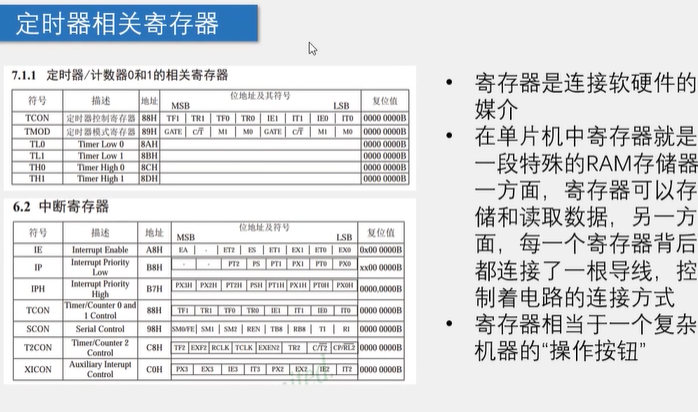 定时器相关寄存器
7.1.1 定时器/计数器0和1的相关寄存器
符号 描述 地址 位地址及其符号 复位值
MSB LSB
TCON 定时器控制寄存器 88H TF1 TR1 TF0 TR0 IE1 IT1 IE0 IT0 0000 0000B
TMOD 定时器模式寄存器 89H GATE C/T̅ M1 M0 GATE C/T̅ M1 M0 0000 0000B
TL0 Timer Low 0 8AH 0000 0000B
TL1 Timer Low 1 8BH 0000 0000B
TH0 Timer High 0 8CH 0000 0000B
TH1 Timer High 1 8DH 0000 0000B
6.2 中断寄存器
符号 描述 地址 位地址及符号 复位值
MSB LSB
IE Interrupt Enable A8H EA - ET2 ES ET1 EX1 ET0 EX0 0x00 0000B
IP Interrupt Priority Low B8H - - PT2 PS PT1 PX1 PT0 PX0 xx00 0000B
IPH Interrupt Priority High B7H PX3H PX2H PT2H PSH PT1H PX1H PT0H PX0H 0000,0000B
TCON Timer/Counter 0 and 1 Control 88H TF1 TR1 TF0 TR0 IE1 IT1 IE0 IT0 0000 0000B
SCON Serial Control 98H SM0/FE SM1 SM2 REN TB8 RB8 TI RI 0000 0000B
T2CON Timer/Counter 2 Control C8H TF2 EXF2 RCLK TCLK EXEN2 TR2 C/T̅2̅ CP/R̅L̅2̅ 0000 0000B
XICON Auxiliary Interupt Control C0H PX3 EX3 IE3 IT3 PX2 EX2 IE2 IT2 0000 0000B
• 寄存器是连接软硬件的
媒介
• 在单片机中寄存器就是
一段特殊的RAM存储器，
一方面，寄存器可以存
储和读取数据，另一方
面，每一个寄存器背后
都连接了一根导线，控
制着电路的连接方式
• 寄存器相当于一个复杂
机器的“操作按钮”